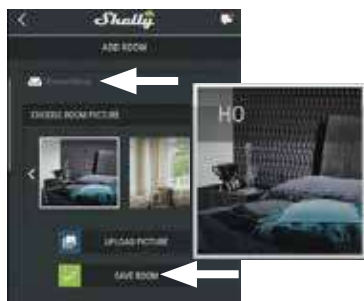 Shelly
ADD ROOM
CHOOSE ROOM PICTURE
HO
UPLOAD PICTURE
SAVE ROOM